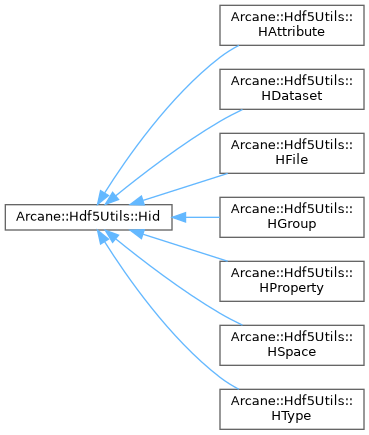 Arcane::Hdf5Utils::Hid
Arcane::Hdf5Utils::
HAttribute
Arcane::Hdf5Utils::
HDataset
Arcane::Hdf5Utils::
HFile
Arcane::Hdf5Utils::
HGroup
Arcane::Hdf5Utils::
HProperty
Arcane::Hdf5Utils::
HSpace
Arcane::Hdf5Utils::
HType